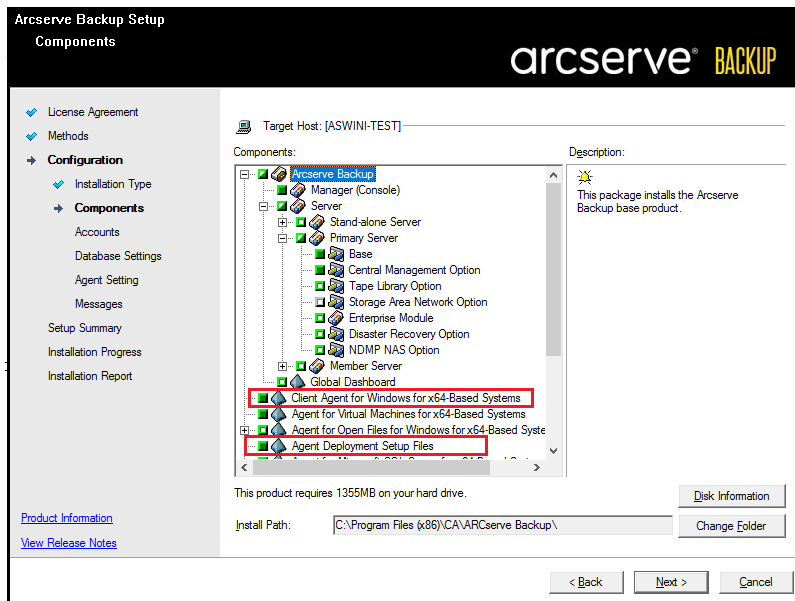 Arcserve Backup Setup
Components
arcserve® BACKUP
License Agreement
Methods
Configuration
Installation Type
Components
Accounts
Database Settings
Agent Setting
Messages
Setup Summary
Installation Progress
Installation Report
Product Information
View Release Notes
Target Host: [ASWINI-TEST]
Components:
Arcserve Backup
Manager (Console)
Server
Stand-alone Server
Primary Server
Base
Central Management Option
Tape Library Option
Storage Area Network Option
Enterprise Module
Disaster Recovery Option
NDMP NAS Option
Member Server
Global Dashboard
Client Agent for Windows for x64-Based Systems
Agent for Virtual Machines for x64-Based Systems
Agent for Open Files for Windows for x64-Based Syste
Agent Deployment Setup Files
Description:
This package installs the Arcserve
Backup base product.
This product requires 1355MB on your hard drive.
Disk Information
Install Path:
C:\Program Files (x86)\CA\ARCserve Backup\
Change Folder
< Back
Next >
Cancel